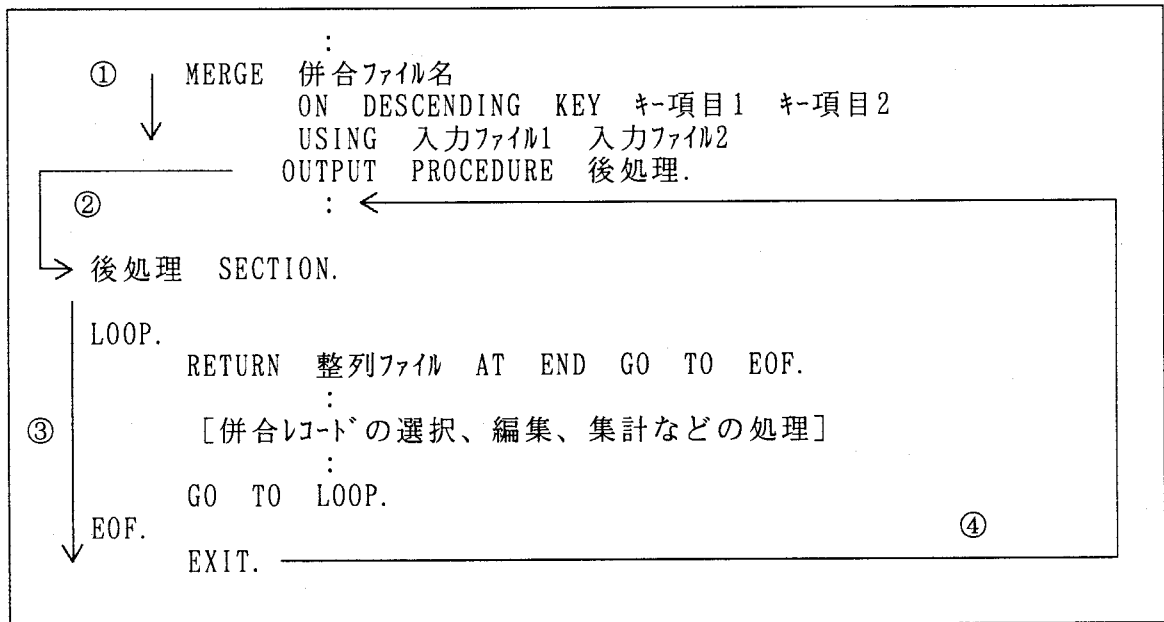 :
① MERGE 併合ﾌｧｲﾙ名
ON DESCENDING KEY ｷｰ項目1 ｷｰ項目2
USING 入力ﾌｧｲﾙ1 入力ﾌｧｲﾙ2
OUTPUT PROCEDURE 後処理.
② :
後処理 SECTION.
LOOP.
RETURN 整列ﾌｧｲﾙ AT END GO TO EOF.
:
③ [併合ﾚｺｰﾄﾞの選択、編集、集計などの処理]
:
GO TO LOOP.
EOF. ④
EXIT.